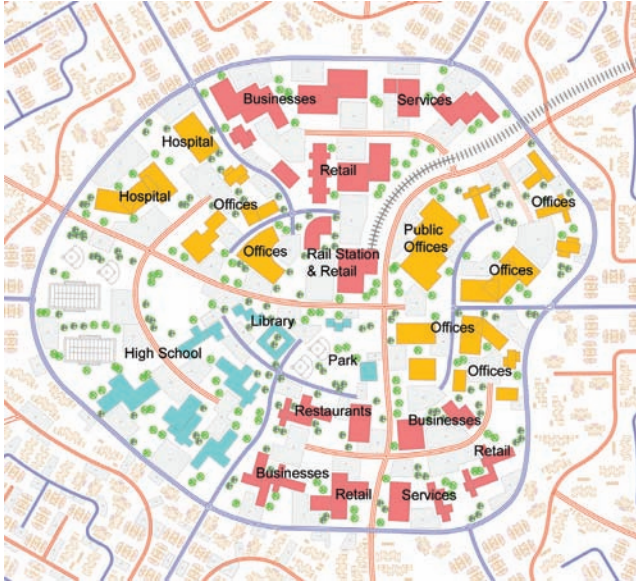 Businesses
Services
Hospital
Retail
Hospital
Offices
Offices
Public
Offices
Offices
Rail Station
& Retail
Offices
Library
Offices
High School
Park
Offices
Restaurants
Businesses
Retail
Businesses
Retail
Services